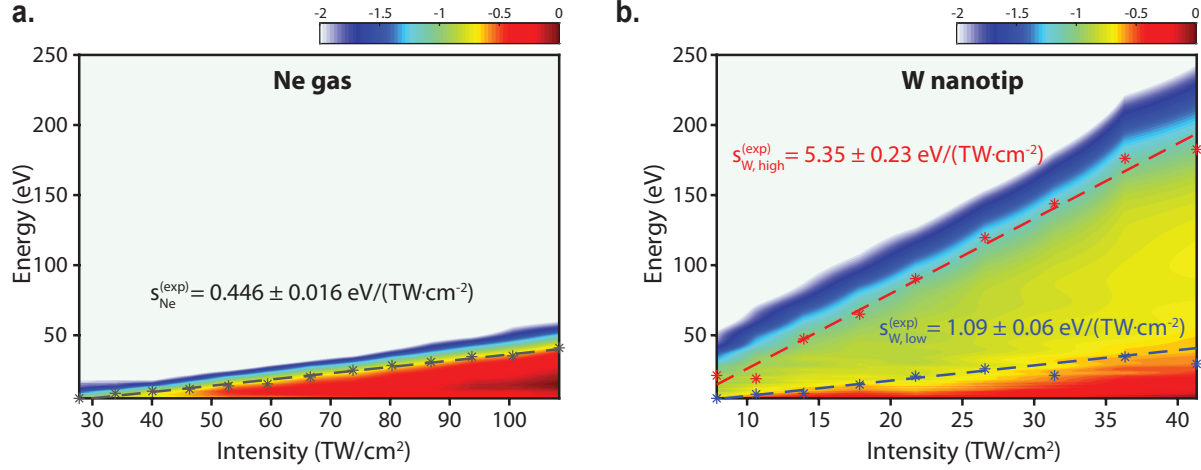 a.
-2 -1.5 -1 -0.5 0
Ne gas
250
200
150
100
50
Energy (eV)
s_Ne^(exp) = 0.446 ± 0.016 eV/(TW·cm⁻²)
30 40 50 60 70 80 90 100
Intensity (TW/cm²)
b.
-2 -1.5 -1 -0.5 0
W nanotip
250
200
150
100
50
Energy (eV)
s_W, high^(exp) = 5.35 ± 0.23 eV/(TW·cm⁻²)
s_W, low^(exp) = 1.09 ± 0.06 eV/(TW·cm⁻²)
10 15 20 25 30 35 40
Intensity (TW/cm²)